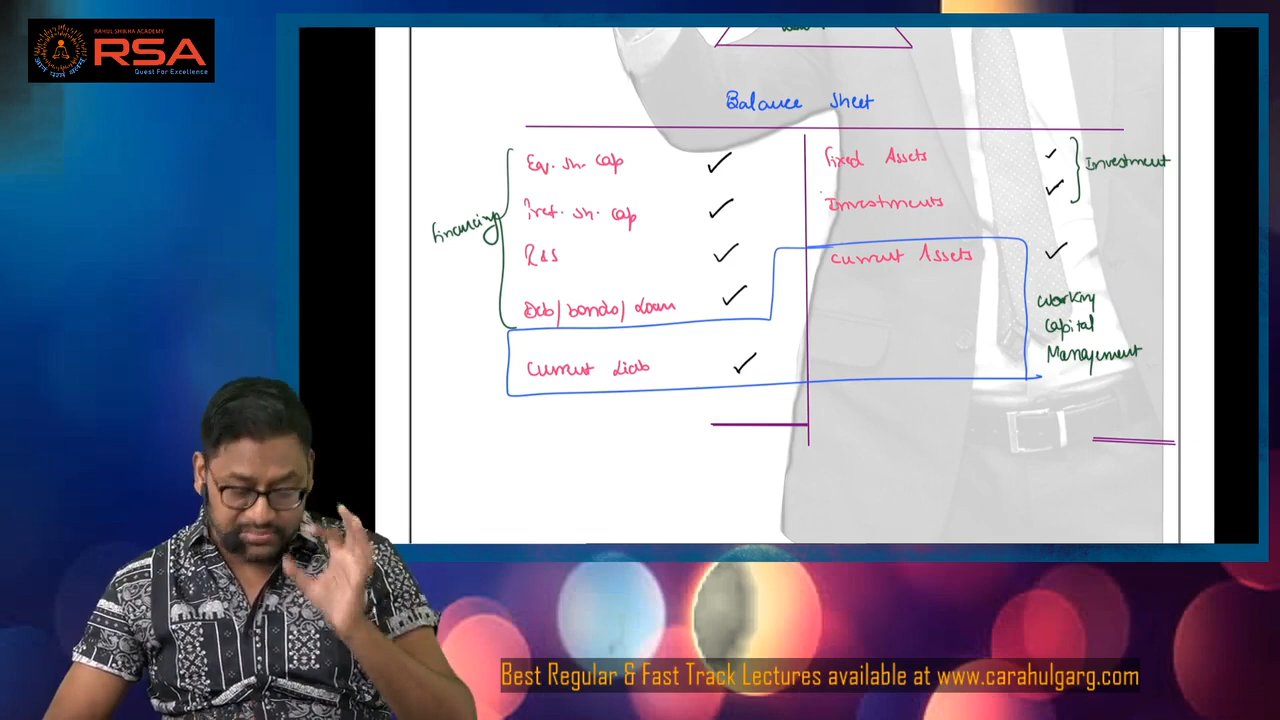 RAHUL SHIKHA ACADEMY
RSA
Quest For Excellence
Balance Sheet
Eq. Sh. Cap
Fixed Assets
Investment
Pref. Sh. Cap
Investments
Financing
R&S
Current Assets
Deb/bonds/Loan
Working
Capital
Management
Current Liab
Best Regular & Fast Track Lectures available at www.carahulgarg.com